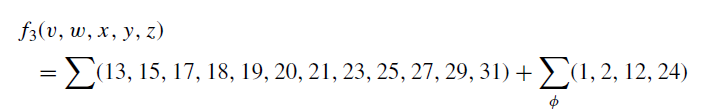 f₃(v, w, x, y, z)
= ∑(13, 15, 17, 18, 19, 20, 21, 23, 25, 27, 29, 31) + ∑(1, 2, 12, 24)
ϕ